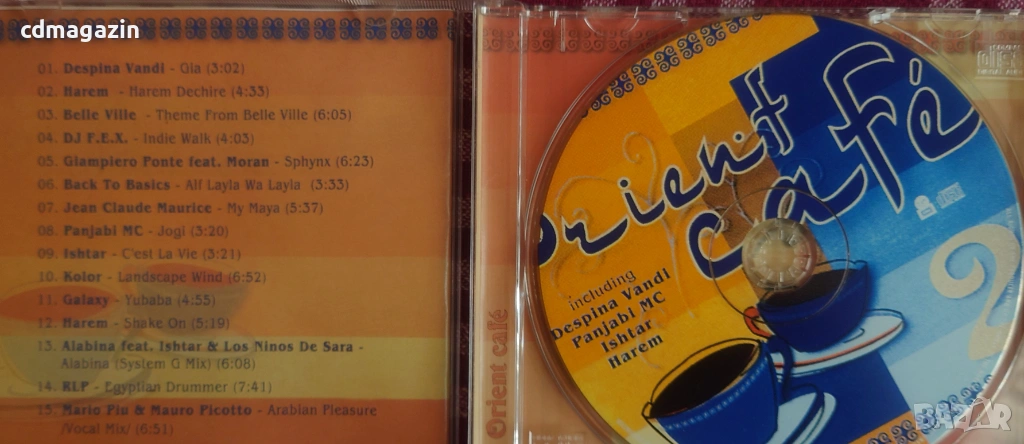 cdmagazin
01. Despina Vandi - Gia (3:02)
02. Harem - Harem Dechire (4:33)
03. Belle Ville - Theme From Belle Ville (6:05)
04. DJ F.E.X. - Indie Walk (4:03)
05. Giampiero Ponte feat. Moran - Sphynx (6:23)
06. Back To Basics - Alf Layla Wa Layla (3:33)
07. Jean Claude Maurice - My Maya (5:37)
08. Panjabi MC - Jogi (3:20)
09. Ishtar - C'est La Vie (3:21)
10. Kolor - Landscape Wind (6:52)
11. Galaxy - Yubaba (4:55)
12. Harem - Shake On (5:19)
13. Alabina feat. Ishtar & Los Ninos De Sara -
Alabina (System G Mix) (6:08)
14. KLP - Egyptian Drummer (7:41)
15. Mario Piu & Mauro Picotto - Arabian Pleasure
/Vocal Mix/ (6:51)
Orient café
Orient
café
2
including
Despina Vandi
Panjabi MC
Ishtar
Harem
BAZAR